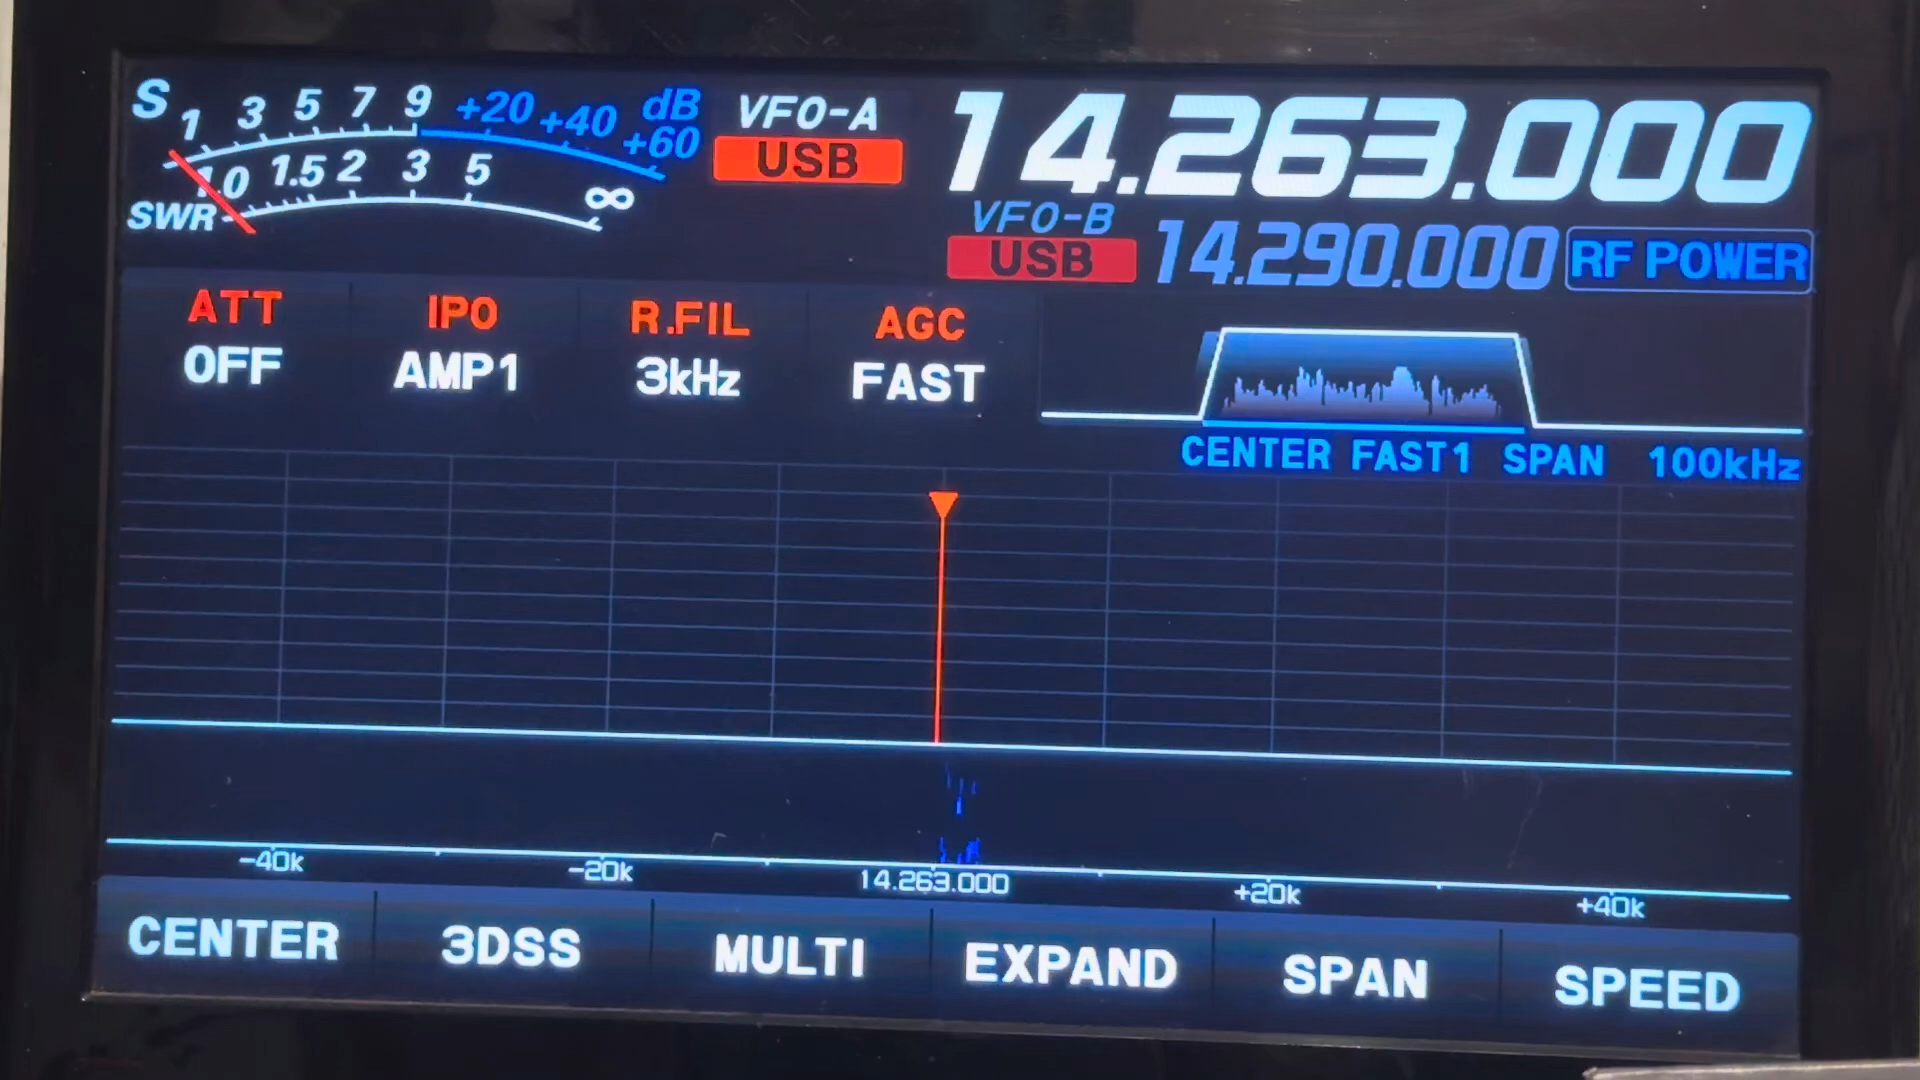 S 1 3 5 7 9 +20 +40 +60 dB
1.0 1.5 2 3 5 ∞
SWR
VFO-A
USB
14.263.000
VFO-B
USB
14.290.000
RF POWER
ATT IPO R.FIL AGC
OFF AMP1 3kHz FAST
CENTER FAST1 SPAN 100kHz
-40k -20k 14.263.000 +20k +40k
CENTER 3DSS MULTI EXPAND SPAN SPEED